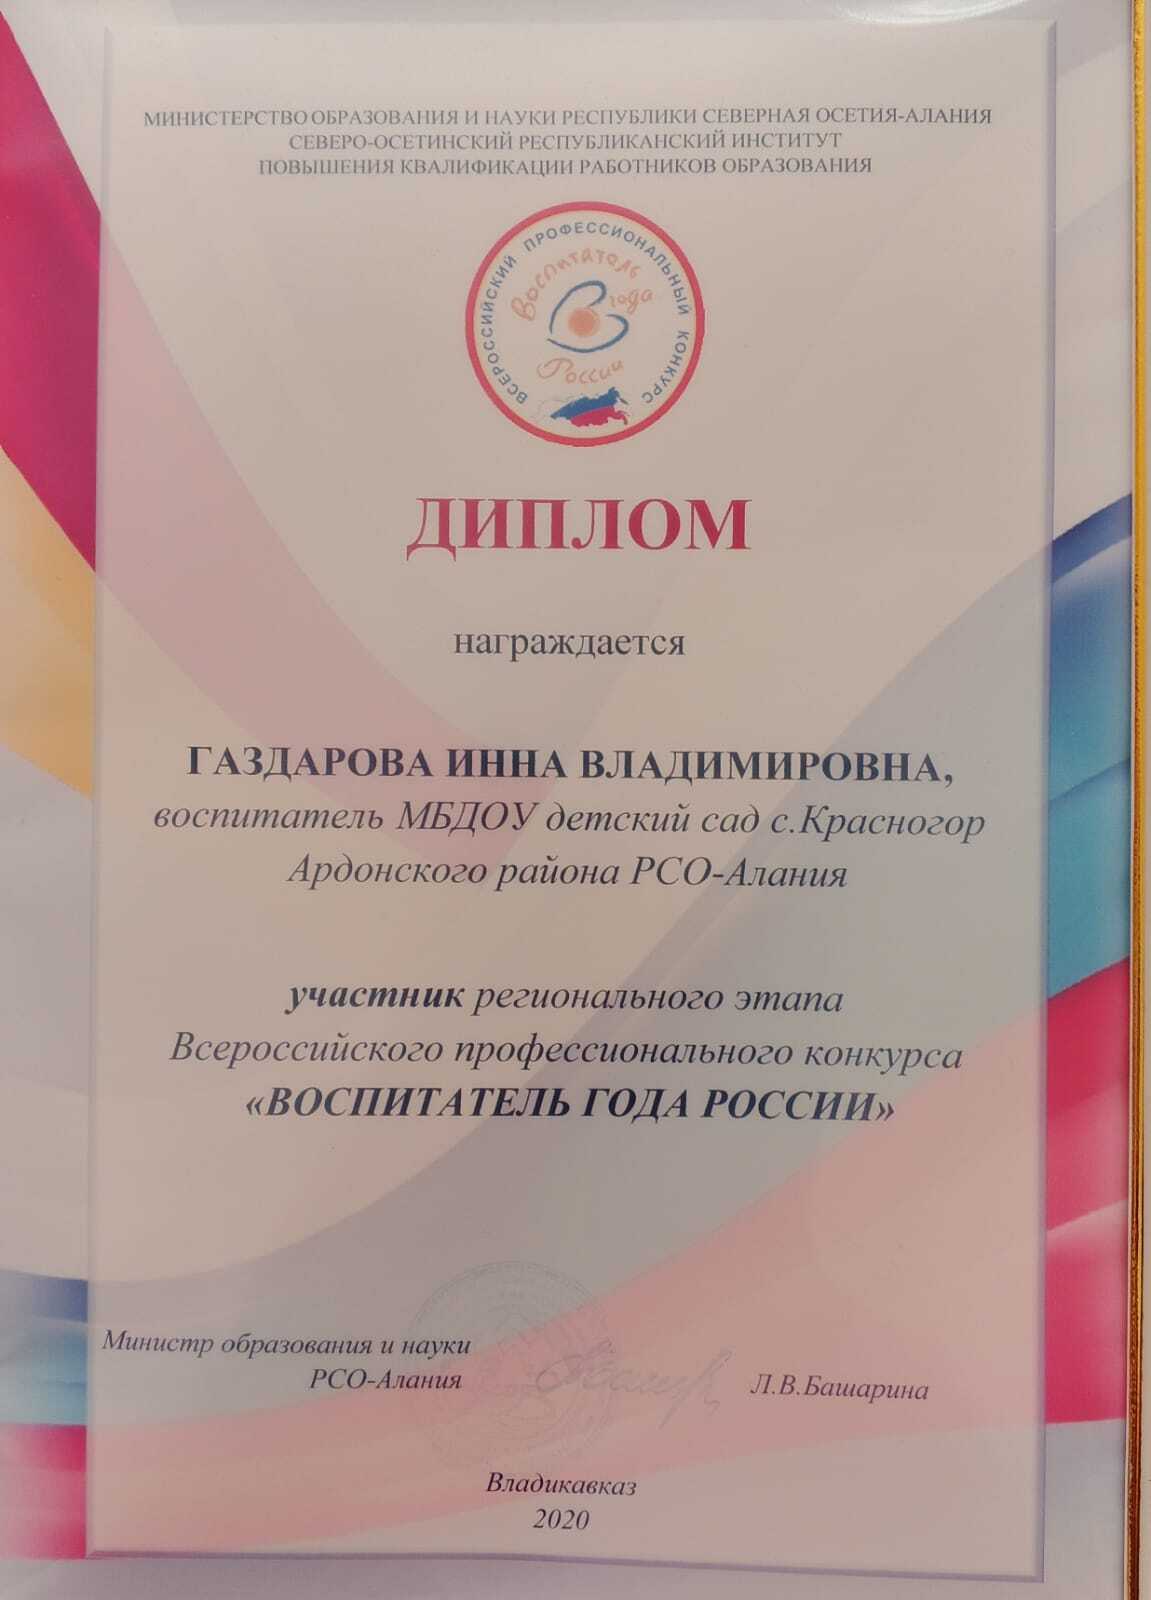 МИНИСТЕРСТВО ОБРАЗОВАНИЯ И НАУКИ РЕСПУБЛИКИ СЕВЕРНАЯ ОСЕТИЯ-АЛАНИЯ
СЕВЕРО-ОСЕТИНСКИЙ РЕСПУБЛИКАНСКИЙ ИНСТИТУТ
ПОВЫШЕНИЯ КВАЛИФИКАЦИИ РАБОТНИКОВ ОБРАЗОВАНИЯ
ВСЕРОССИЙСКИЙ ПРОФЕССИОНАЛЬНЫЙ КОНКУРС
Воспитатель
года
России
ДИПЛОМ
награждается
ГАЗДАРОВА ИННА ВЛАДИМИРОВНА,
воспитатель МБДОУ детский сад с.Красногор
Ардонского района РСО-Алания
участник регионального этапа
Всероссийского профессионального конкурса
«ВОСПИТАТЕЛЬ ГОДА РОССИИ»
Министр образования и науки
РСО-Алания
Л.В.Башарина
Владикавказ
2020